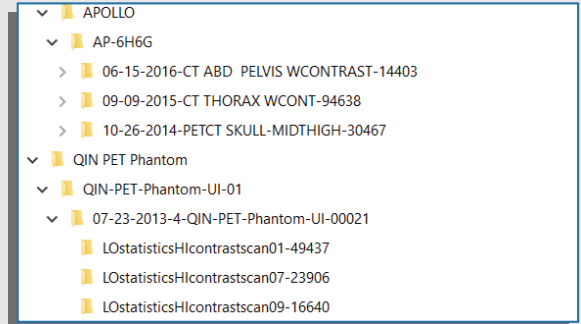 APOLLO
AP-6H6G
06-15-2016-CT ABD  PELVIS WCONTRAST-14403
09-09-2015-CT THORAX WCONT-94638
10-26-2014-PETCT SKULL-MIDTHIGH-30467
QIN PET Phantom
QIN-PET-Phantom-UI-01
07-23-2013-4-QIN-PET-Phantom-UI-00021
LOstatisticsHIcontrastscan01-49437
LOstatisticsHIcontrastscan07-23906
LOstatisticsHIcontrastscan09-16640